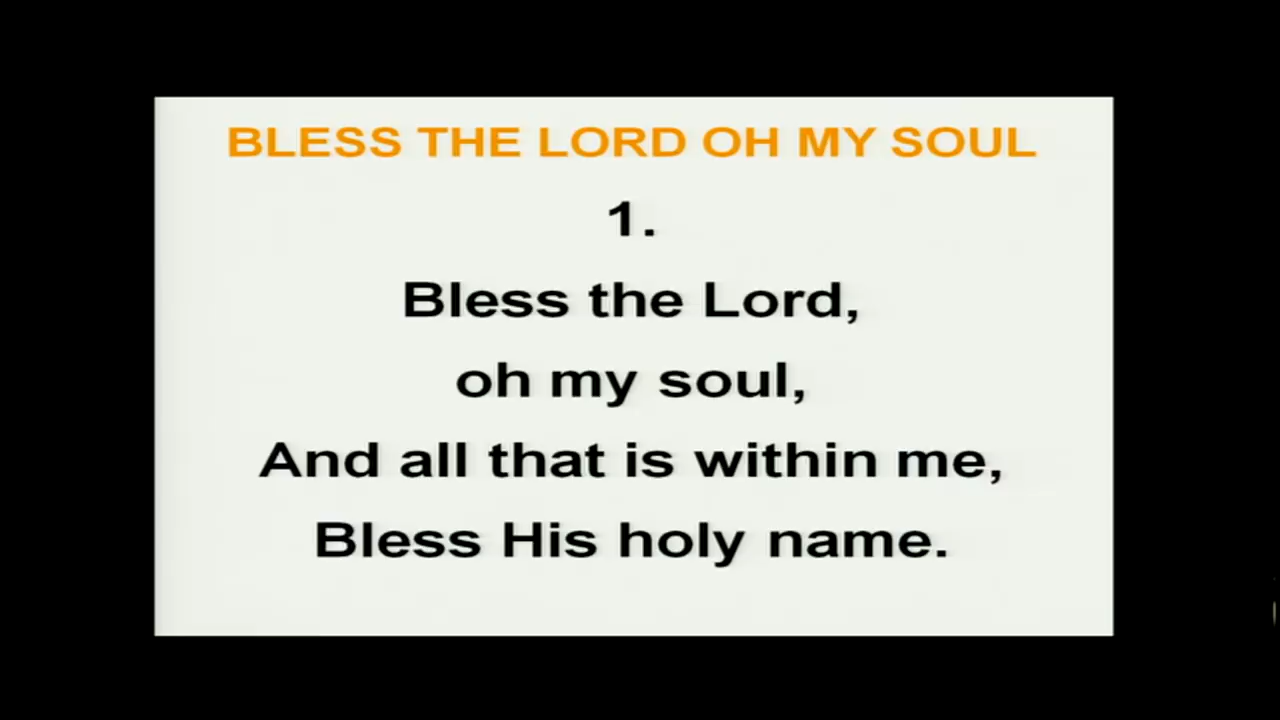 BLESS THE LORD OH MY SOUL
1.
Bless the Lord,
oh my soul,
And all that is within me,
Bless His holy name.